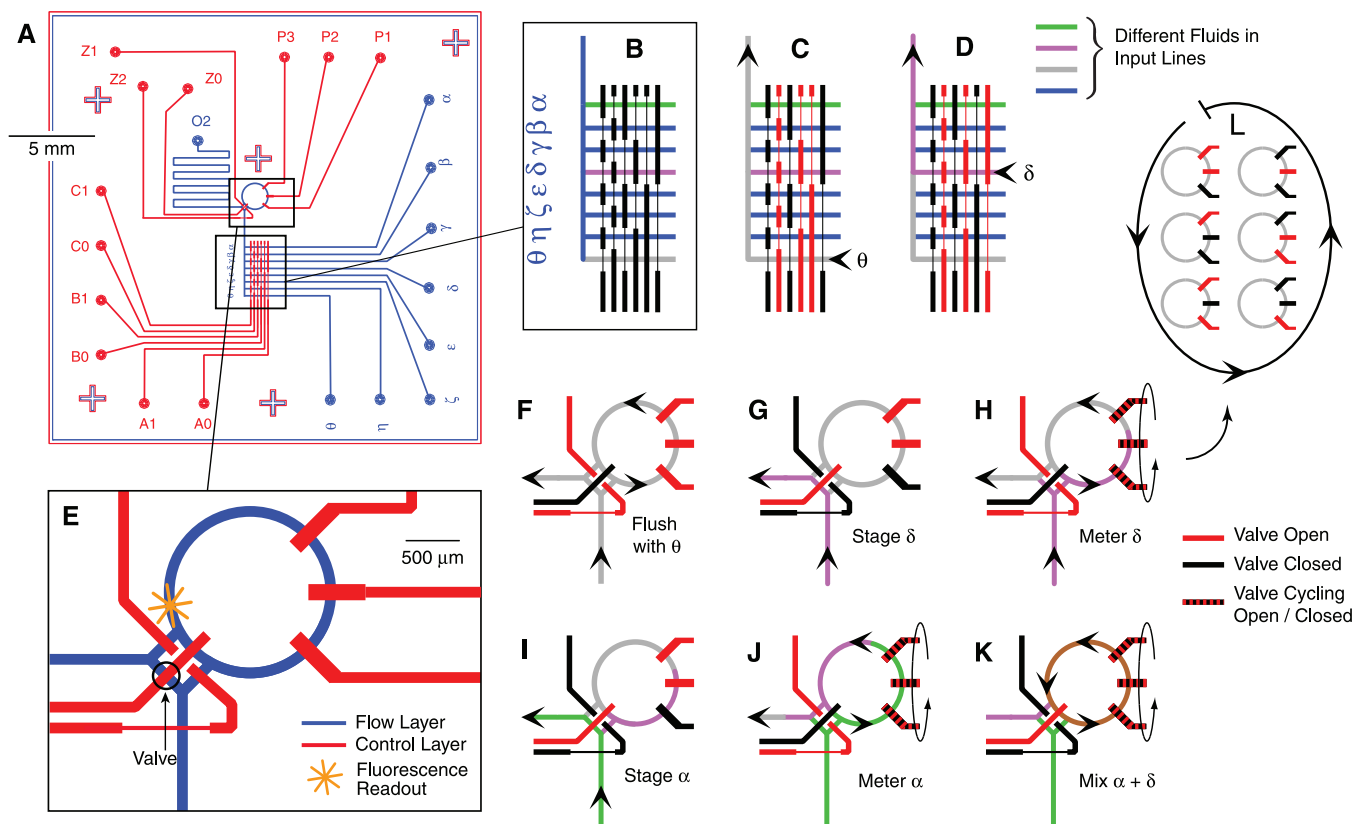 A
Z1
Z2
Z0
P3
P2
P1
O2
5 mm
C1
C0
B1
B0
A1
A0
α
β
γ
δ
ε
ζ
η
θ
θ η ζ ε δ γ β α
B
θ η ζ ε δ γ β α
C
θ
D
δ
Different Fluids in
Input Lines
L
E
500 μm
Valve
Flow Layer
Control Layer
Fluorescence
Readout
F
Flush
with θ
G
Stage δ
H
Meter δ
Valve Open
Valve Closed
Valve Cycling
Open / Closed
I
Stage α
J
Meter α
K
Mix α + δ